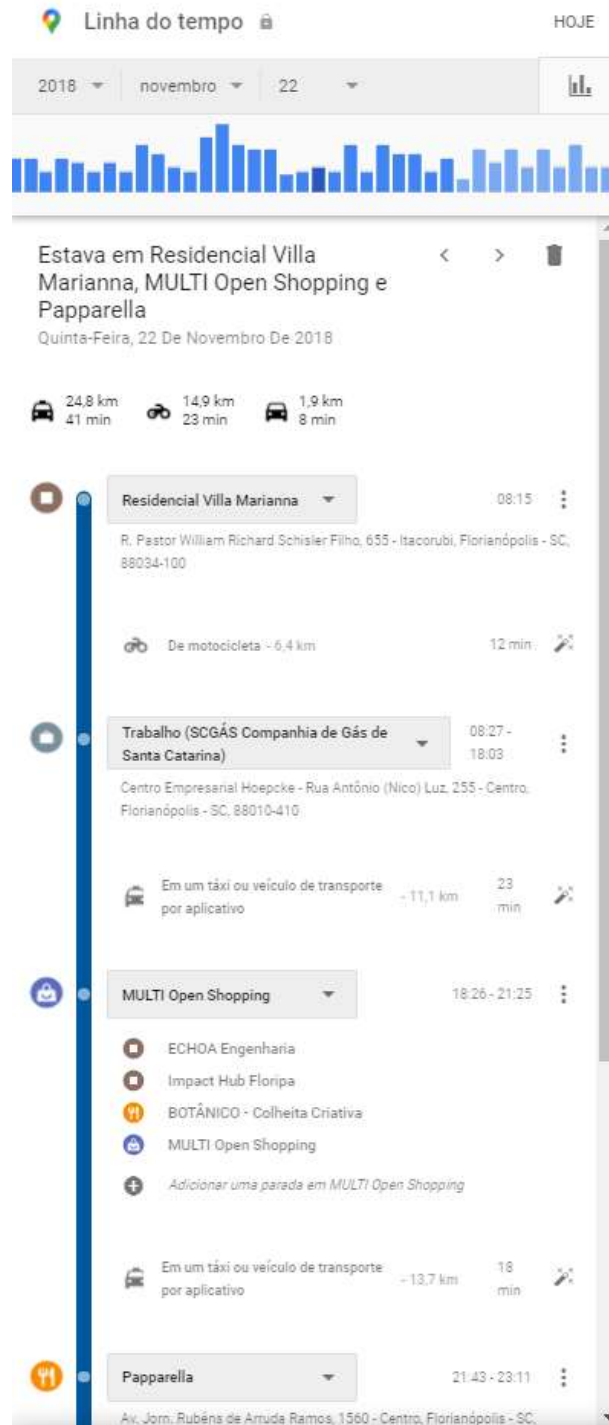 Linha do tempo HOJE
2018 novembro 22
Estava em Residencial Villa
Marianna, MULTI Open Shopping e
Papparella
Quinta-Feira, 22 De Novembro De 2018
24,8 km 14,9 km 1,9 km
41 min 23 min 8 min
Residencial Villa Marianna 08:15
R. Pastor William Richard Schisler Filho, 655 - Itacorubi, Florianópolis - SC,
88034-100
De motocicleta - 6,4 km 12 min
Trabalho (SCGÁS Companhia de Gás de 08:27 -
Santa Catarina) 18:03
Centro Empresarial Hoepcke - Rua Antônio (Nico) Luz, 255 - Centro,
Florianópolis - SC, 88010-410
Em um táxi ou veículo de transporte 23
por aplicativo - 11,1 km min
MULTI Open Shopping 18:26 - 21:25
ECHOA Engenharia
Impact Hub Floripa
BOTÂNICO - Colheita Criativa
MULTI Open Shopping
Adicionar uma parada em MULTI Open Shopping
Em um táxi ou veículo de transporte 18
por aplicativo - 13,7 km min
Papparella 21:43 - 23:11
Av. Jorn. Rubéns de Arruda Ramos, 1560 - Centro, Florianópolis - SC,